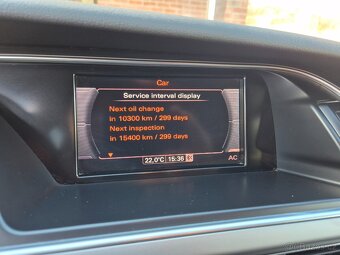 Car
Service interval display
Next oil change
in 10300 km / 299 days
Next inspection
in 15400 km / 299 days
22.0°C 15:36
AC